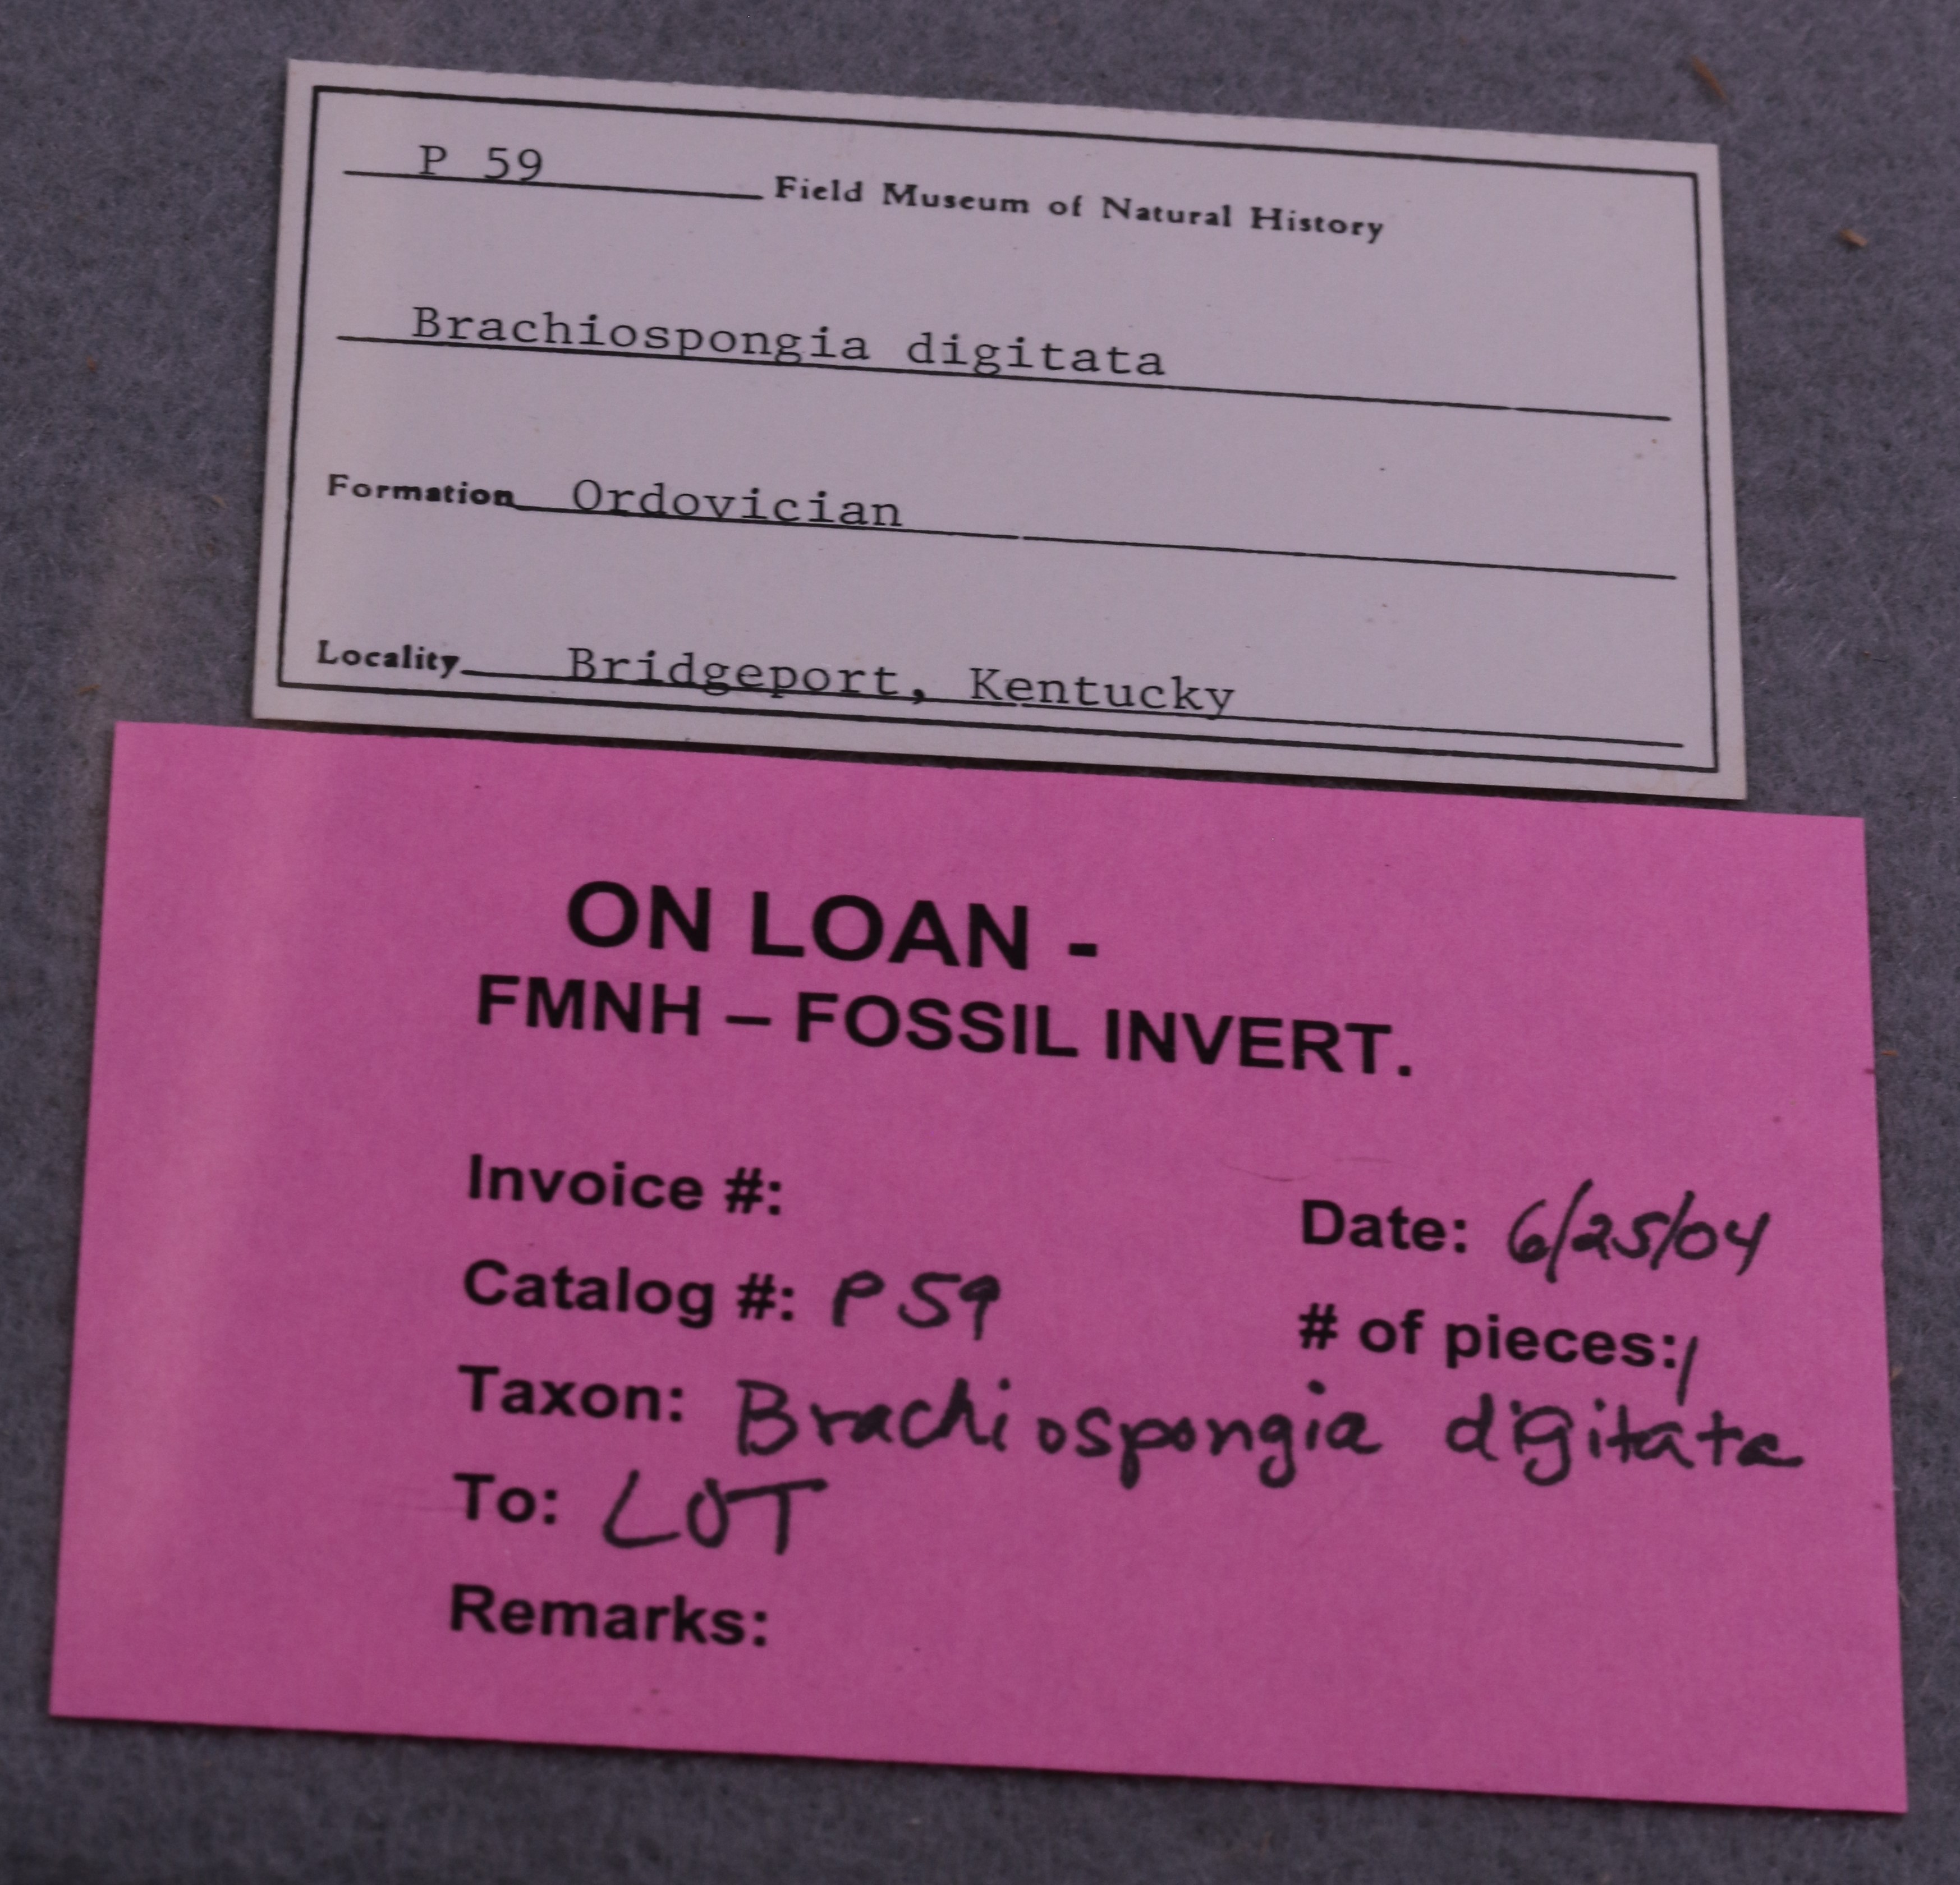 P 59 Field Museum of Natural History
Brachiospongia digitata
Formation Ordovician
Locality Bridgeport, Kentucky
ON LOAN -
FMNH – FOSSIL INVERT.
Invoice #:
Date: 6/25/04
Catalog #: P59
# of pieces: 1
Taxon: Brachiospongia digitata
To: LOT
Remarks: